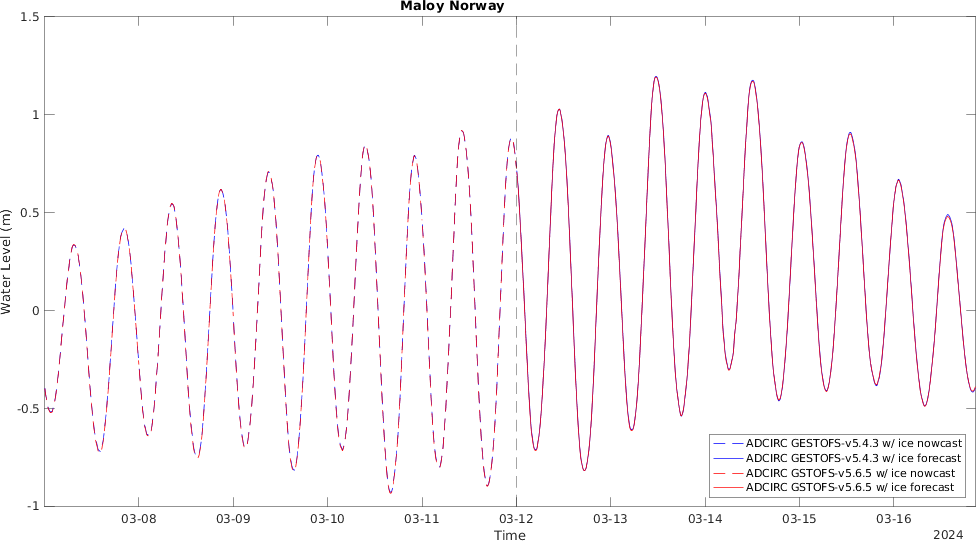 Maloy Norway
1.5
1
0.5
0
-0.5
-1
Water Level (m)
ADCIRC GESTOFS-v5.4.3 w/ ice nowcast
ADCIRC GESTOFS-v5.4.3 w/ ice forecast
ADCIRC GSTOFS-v5.6.5 w/ ice nowcast
ADCIRC GSTOFS-v5.6.5 w/ ice forecast
03-08 03-09 03-10 03-11 03-12 03-13 03-14 03-15 03-16
Time
2024